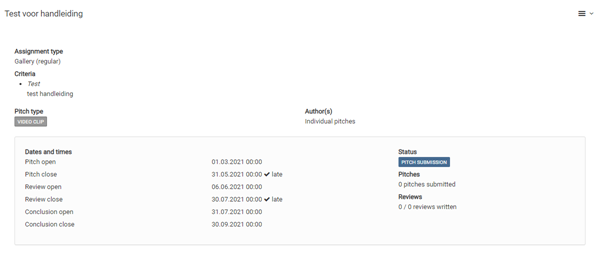 Test voor handleiding
Assignment type
Gallery (regular)
Criteria
Test
test handleiding
Pitch type
VIDEO CLIP
Author(s)
Individual pitches
Dates and times
Pitch open 01.03.2021 00:00
Pitch close 31.05.2021 00:00 ✔ late
Review open 06.06.2021 00:00
Review close 30.07.2021 00:00 ✔ late
Conclusion open 31.07.2021 00:00
Conclusion close 30.09.2021 00:00
Status
PITCH SUBMISSION
Pitches
0 pitches submitted
Reviews
0 / 0 reviews written